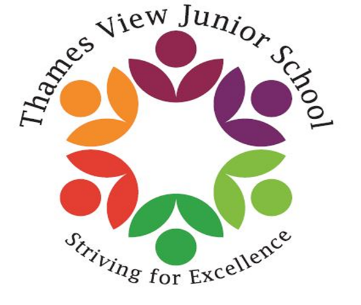 Thames View Junior School
Striving for Excellence